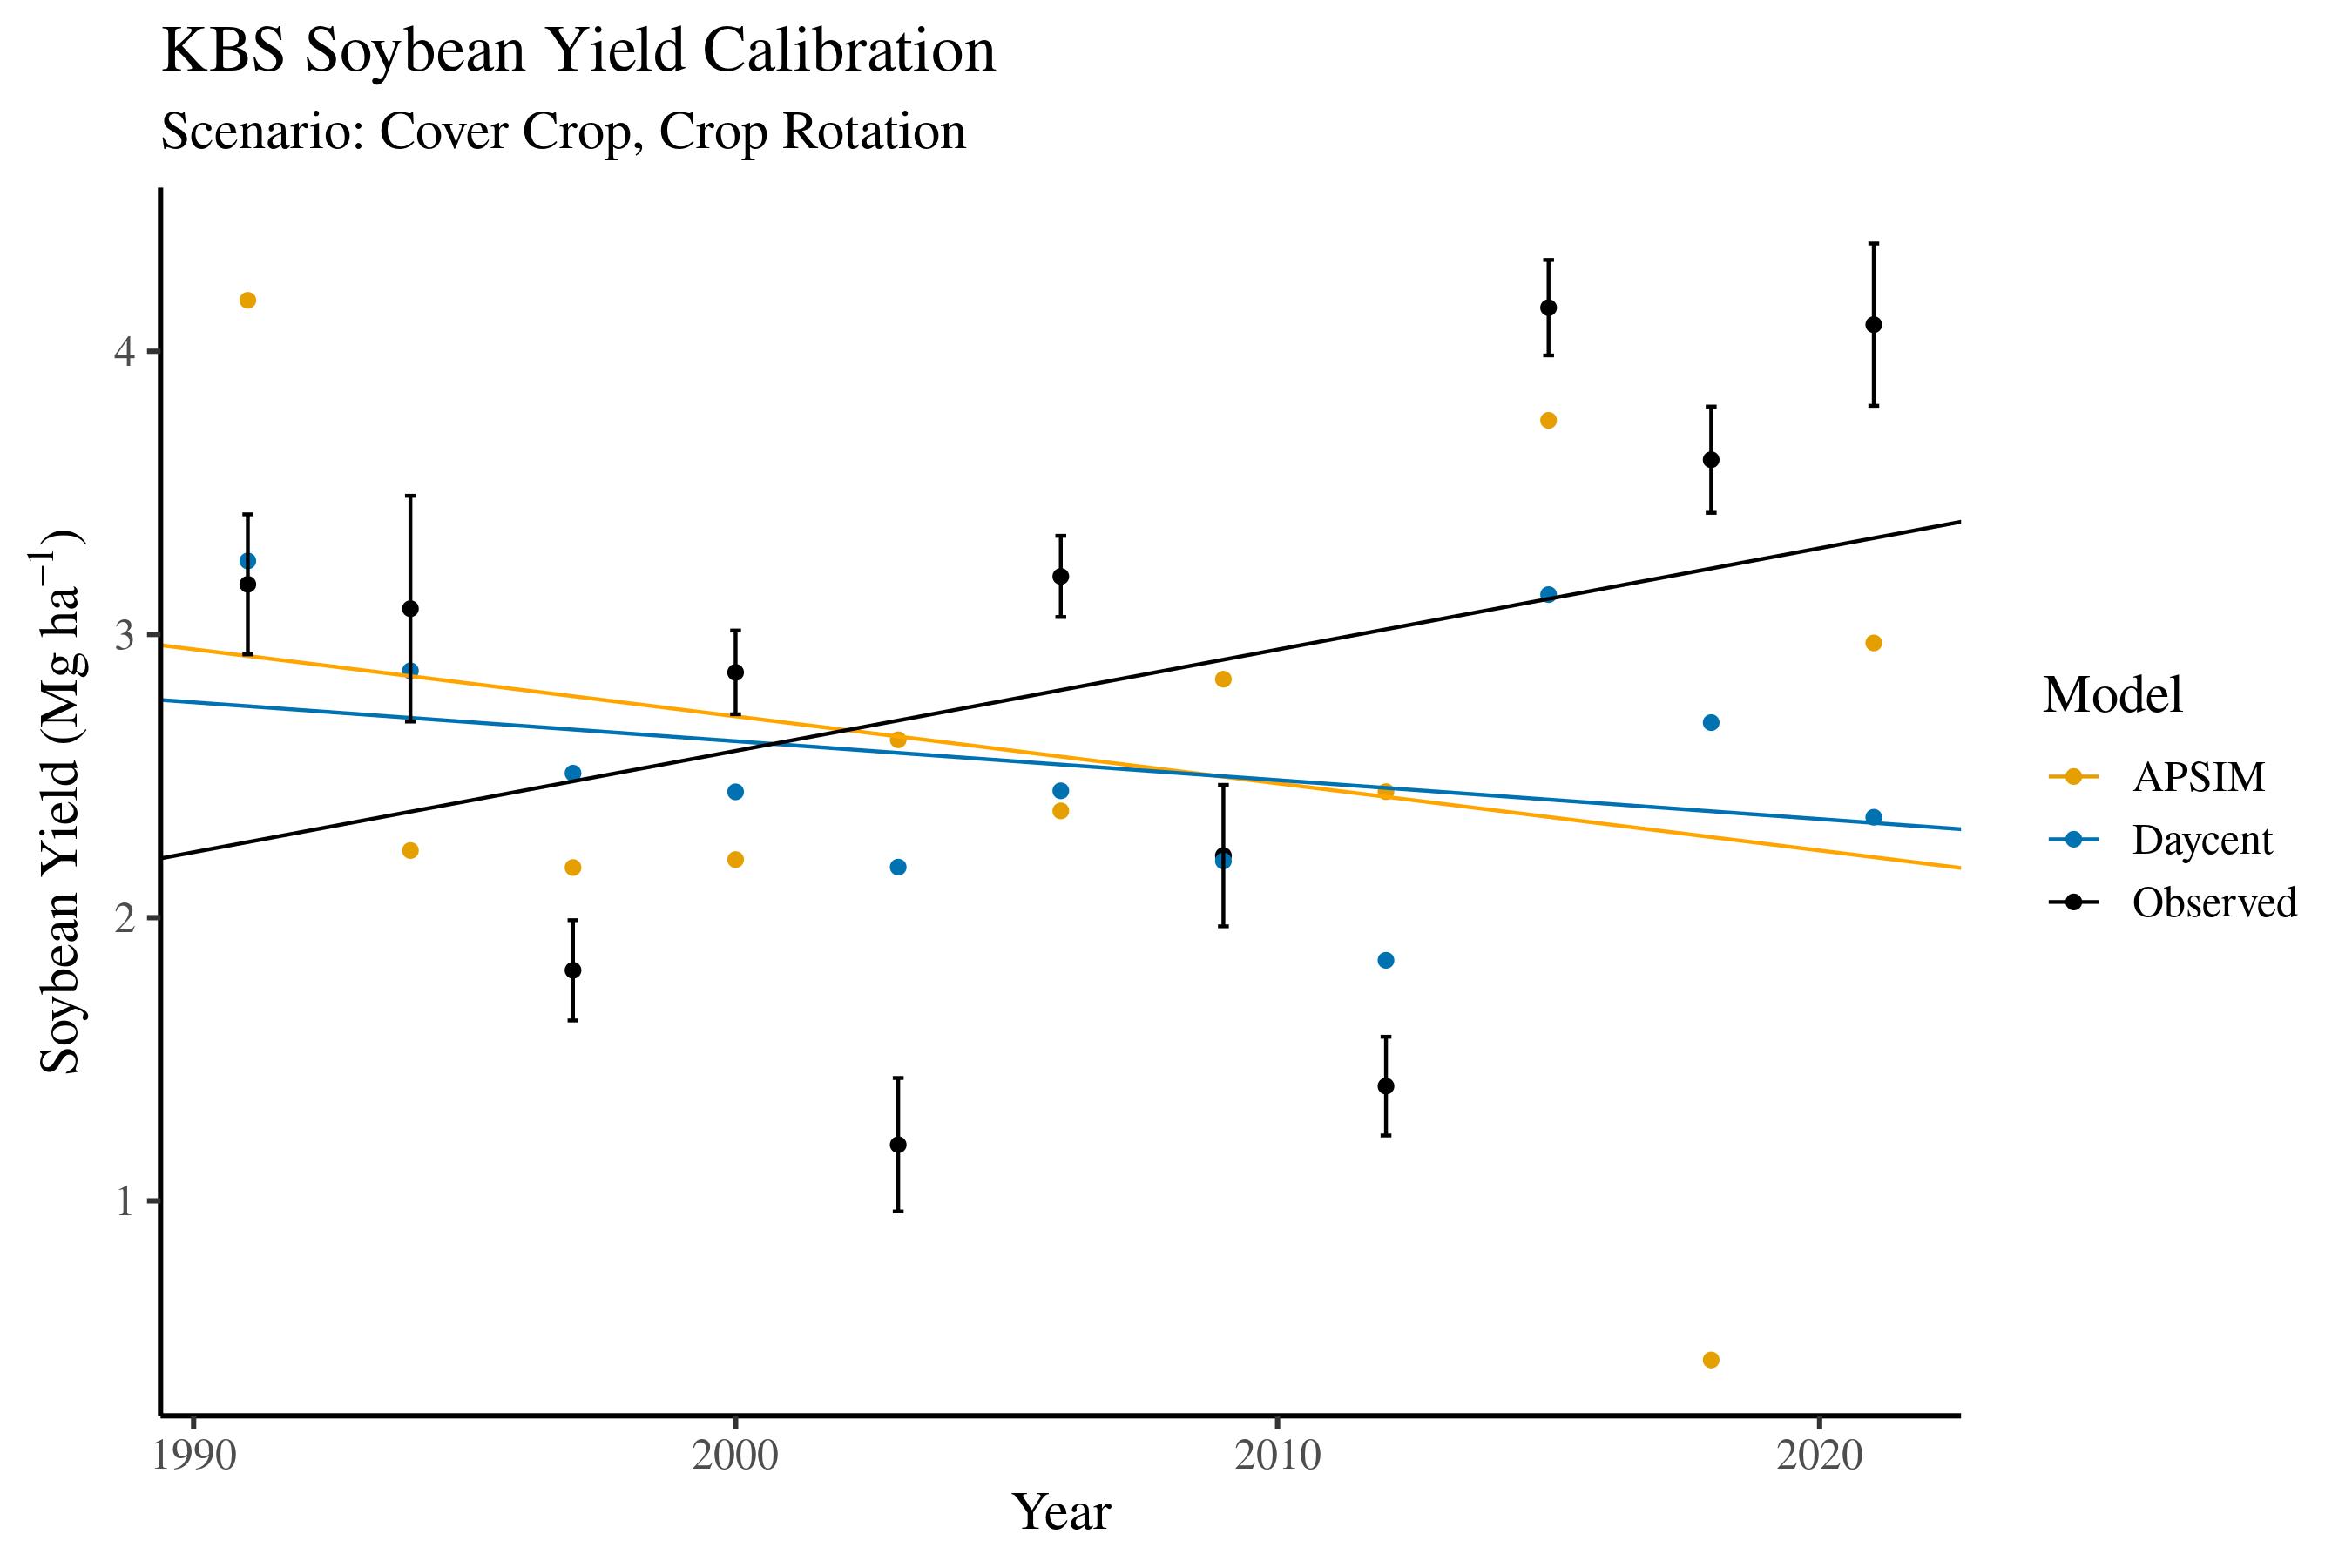 KBS Soybean Yield Calibration
Scenario: Cover Crop, Crop Rotation
Soybean Yield (Mg ha⁻¹)
4
3
2
1
1990 2000 2010 2020
Year
Model
APSIM
Daycent
Observed